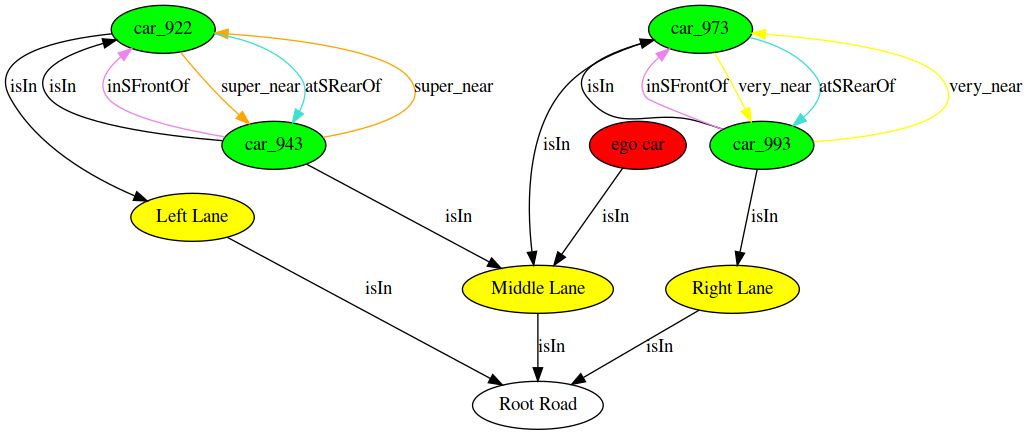 car_922
car_973
isIn
isIn
inSFrontOf
super_near
atSRearOf
super_near
isIn
inSFrontOf
very_near
atSRearOf
very_near
car_943
isIn
ego car
car_993
Left Lane
isIn
isIn
isIn
isIn
Middle Lane
Right Lane
isIn
isIn
Root Road